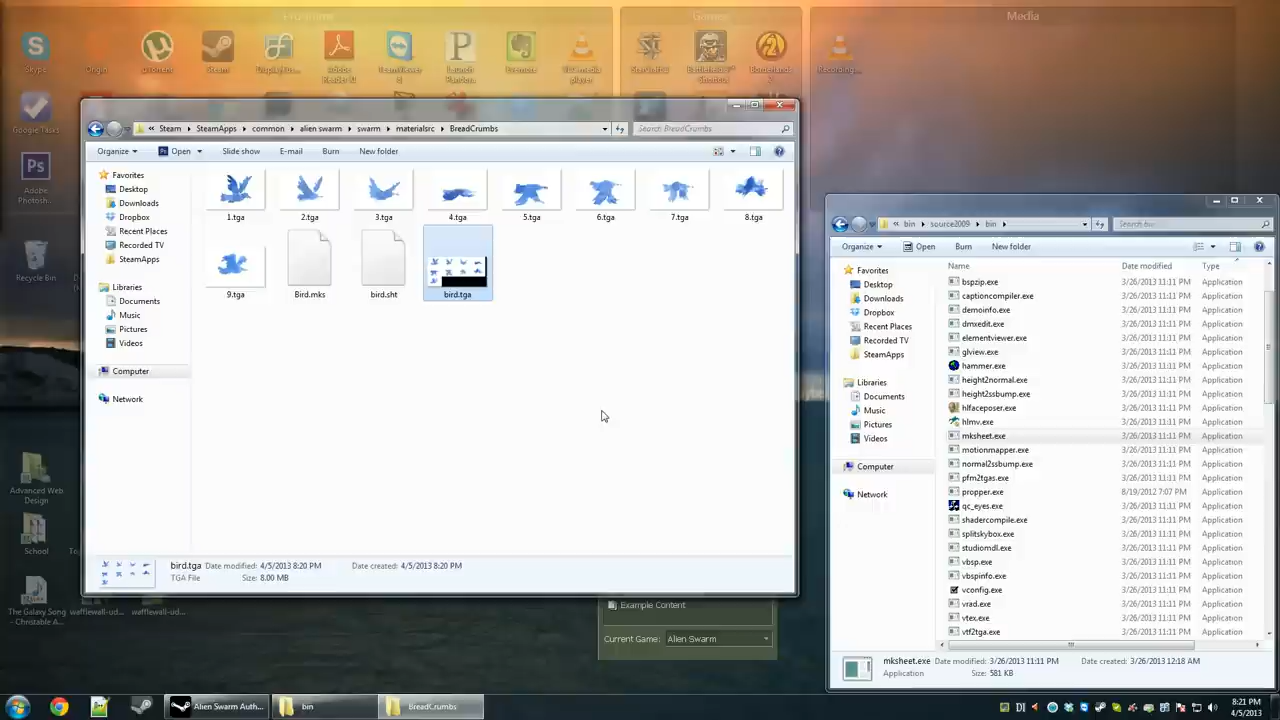 Programs
Games
Media
Skype
Origin
uTorrent
Steam
DisplayFus...
Adobe Reader XI
TeamViewer 8
Launch Pandora
Evernote
VLC media player
StarCraft II
Battlefield 3™ Shortcut
Borderlands 2
Recording...
Google Tasks
Adobe Photosh...
Recycle Bin
Advanced Web Design
School
The Galaxy Song - Christable A...
wafflewall-ud...
wafflewall-ud...
Steam
SteamApps
common
alien swarm
swarm
materialsrc
BreadCrumbs
Search BreadCrumbs
Organize
Open
Slide show
E-mail
Burn
New folder
Favorites
Desktop
Downloads
Dropbox
Recent Places
Recorded TV
SteamApps
Libraries
Documents
Music
Pictures
Videos
Computer
Network
1.tga
2.tga
3.tga
4.tga
5.tga
6.tga
7.tga
8.tga
9.tga
Bird.mks
bird.sht
bird.tga
bird.tga Date modified: 4/5/2013 8:20 PM Date created: 4/5/2013 8:20 PM
TGA File Size: 8.00 MB
Example Content
Current Game: Alien Swarm
bin
source2009
bin
Search bin
Organize
Open
Burn
New folder
Favorites
Desktop
Downloads
Dropbox
Recent Places
Recorded TV
SteamApps
Libraries
Documents
Music
Pictures
Videos
Computer
Network
Name Date modified Type
bspzip.exe 3/26/2013 11:11 PM Application
captioncompiler.exe 3/26/2013 11:11 PM Application
demoinfo.exe 3/26/2013 11:11 PM Application
dmxedit.exe 3/26/2013 11:11 PM Application
elementviewer.exe 3/26/2013 11:11 PM Application
glview.exe 3/26/2013 11:11 PM Application
hammer.exe 3/26/2013 11:11 PM Application
height2normal.exe 3/26/2013 11:11 PM Application
height2ssbump.exe 3/26/2013 11:11 PM Application
hlfaceposer.exe 3/26/2013 11:11 PM Application
hlmv.exe 3/26/2013 11:11 PM Application
mksheet.exe 3/26/2013 11:11 PM Application
motionmapper.exe 3/26/2013 11:11 PM Application
normal2ssbump.exe 3/26/2013 11:11 PM Application
pfm2tgas.exe 3/26/2013 11:11 PM Application
propper.exe 8/19/2012 7:07 PM Application
qc_eyes.exe 3/26/2013 11:11 PM Application
shadercompile.exe 3/26/2013 11:11 PM Application
splitskybox.exe 3/26/2013 11:11 PM Application
studiomdl.exe 3/26/2013 11:11 PM Application
vbsp.exe 3/26/2013 11:11 PM Application
vbspinfo.exe 3/26/2013 11:11 PM Application
vconfig.exe 3/26/2013 11:11 PM Application
vrad.exe 3/26/2013 11:11 PM Application
vtex.exe 3/26/2013 11:11 PM Application
vtf2tga.exe 3/26/2013 11:11 PM Application
mksheet.exe Date modified: 3/26/2013 11:11 PM Date created: 3/26/2013 12:18 AM
Application Size: 581 KB
Alien Swarm Auth...
bin
BreadCrumbs
8:21 PM
4/5/2013